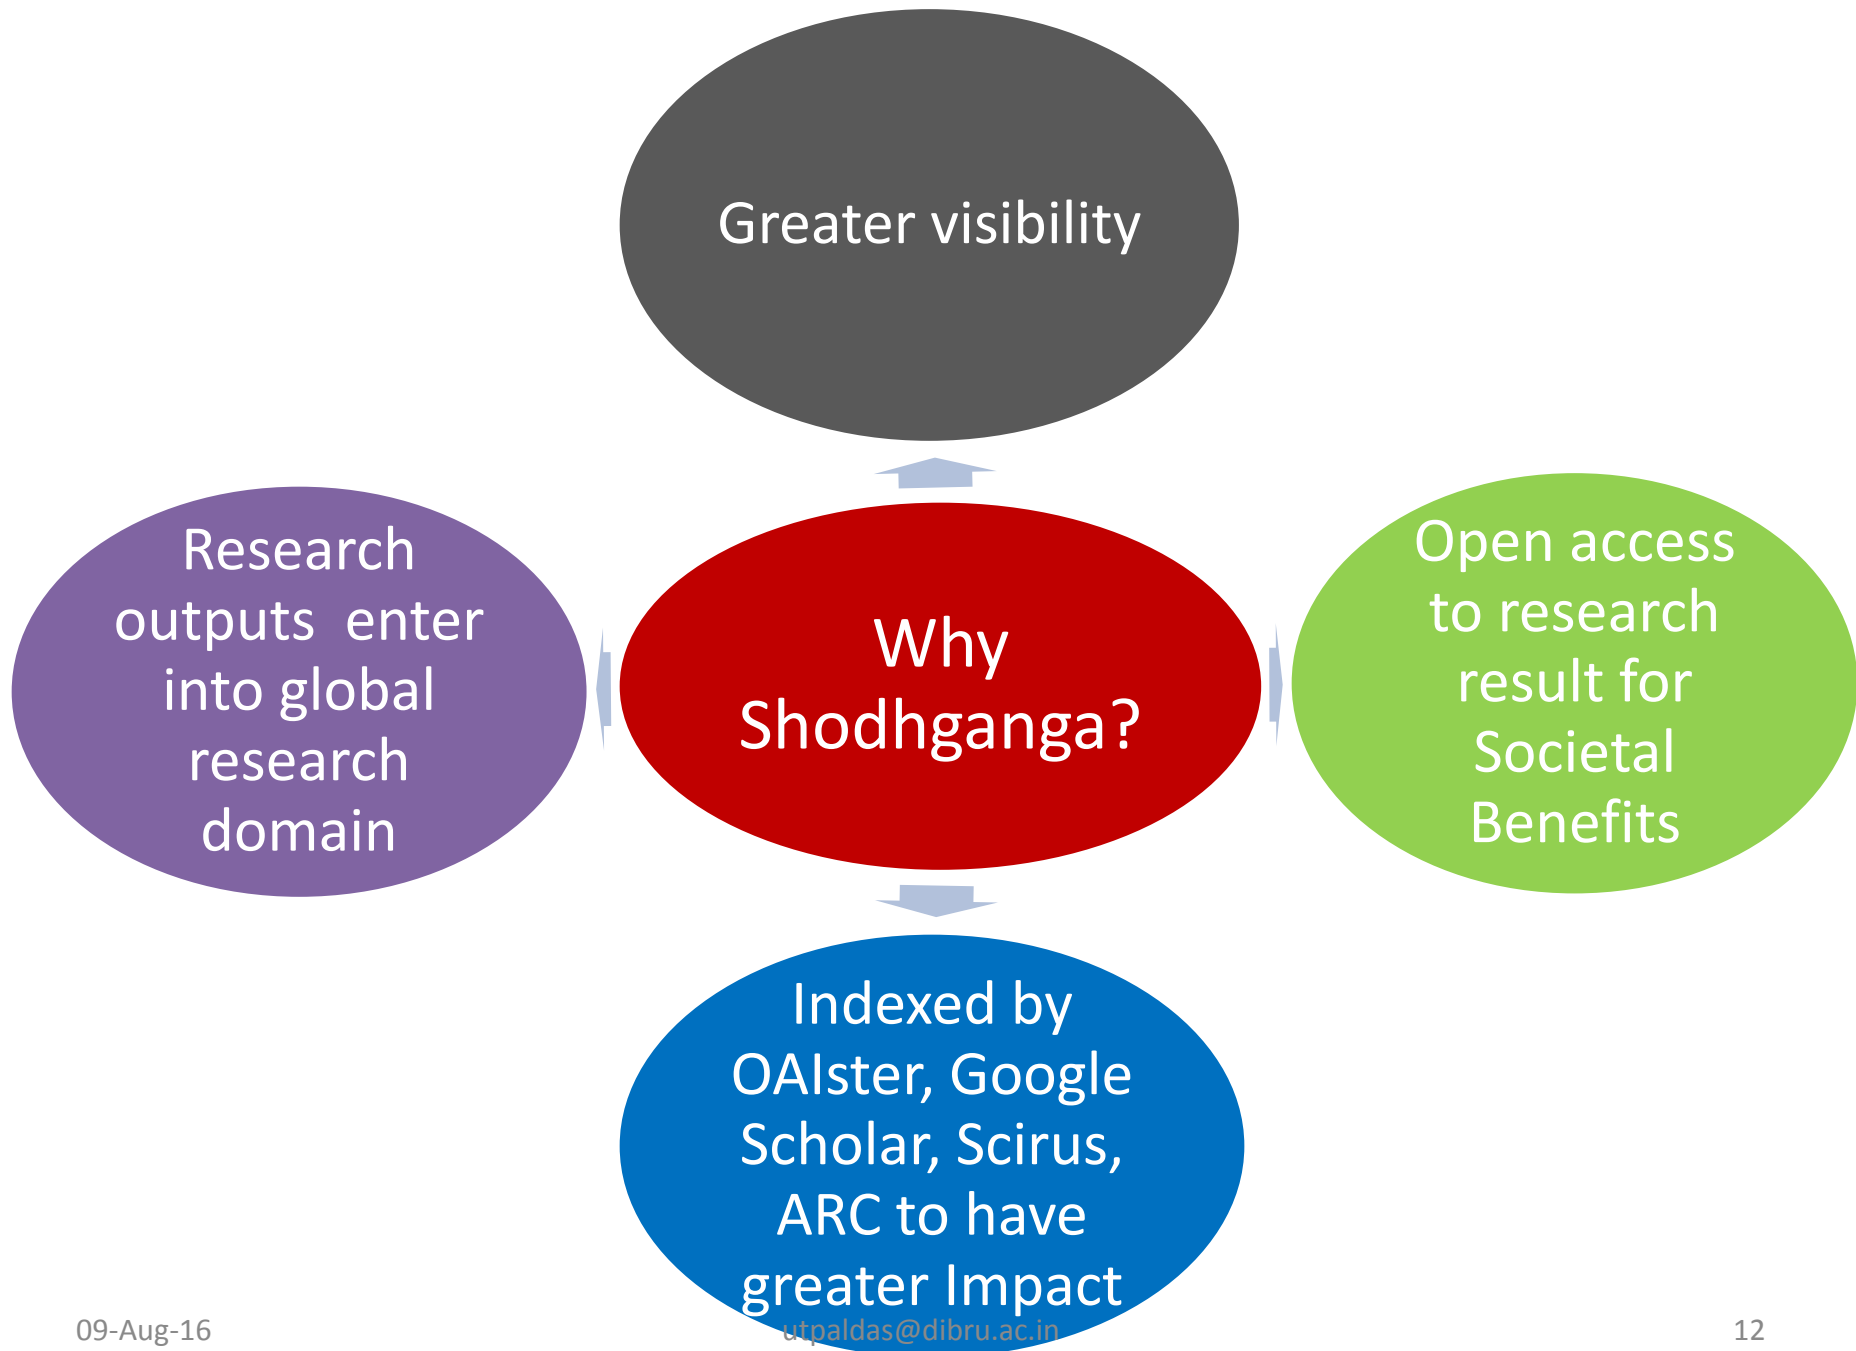 Greater visibility
Research
outputs  enter
into global
research
domain
Why
Shodhganga?
Open access
to research
result for
Societal
Benefits
Indexed by
OAIster, Google
Scholar, Scirus,
ARC to have
greater Impact
09-Aug-16
utpaldas@dibru.ac.in
12